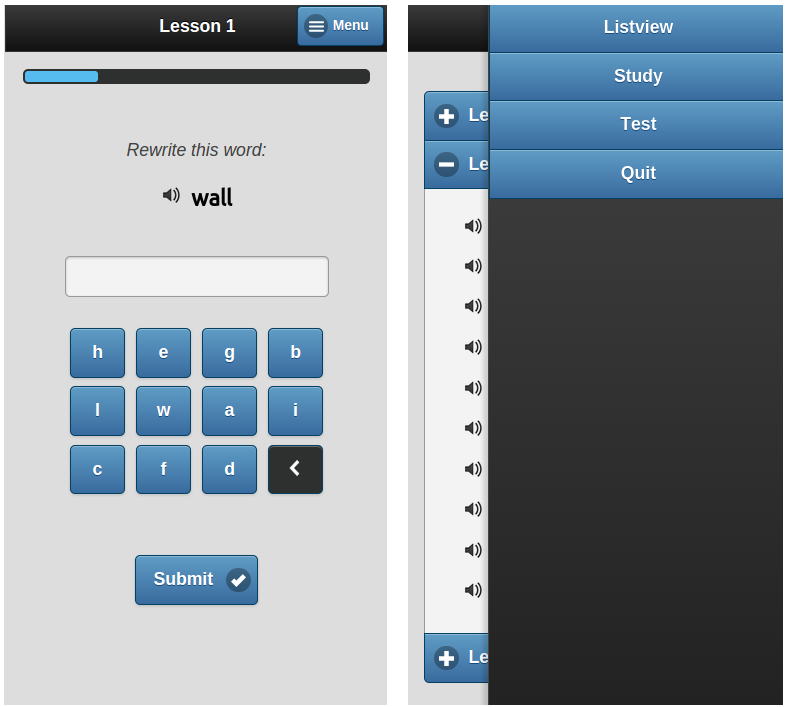 Lesson 1
Menu
Rewrite this word:
wall
h e g b
l w a i
c f d
Submit
Listview
Study
Test
Quit
Le
Le
Le